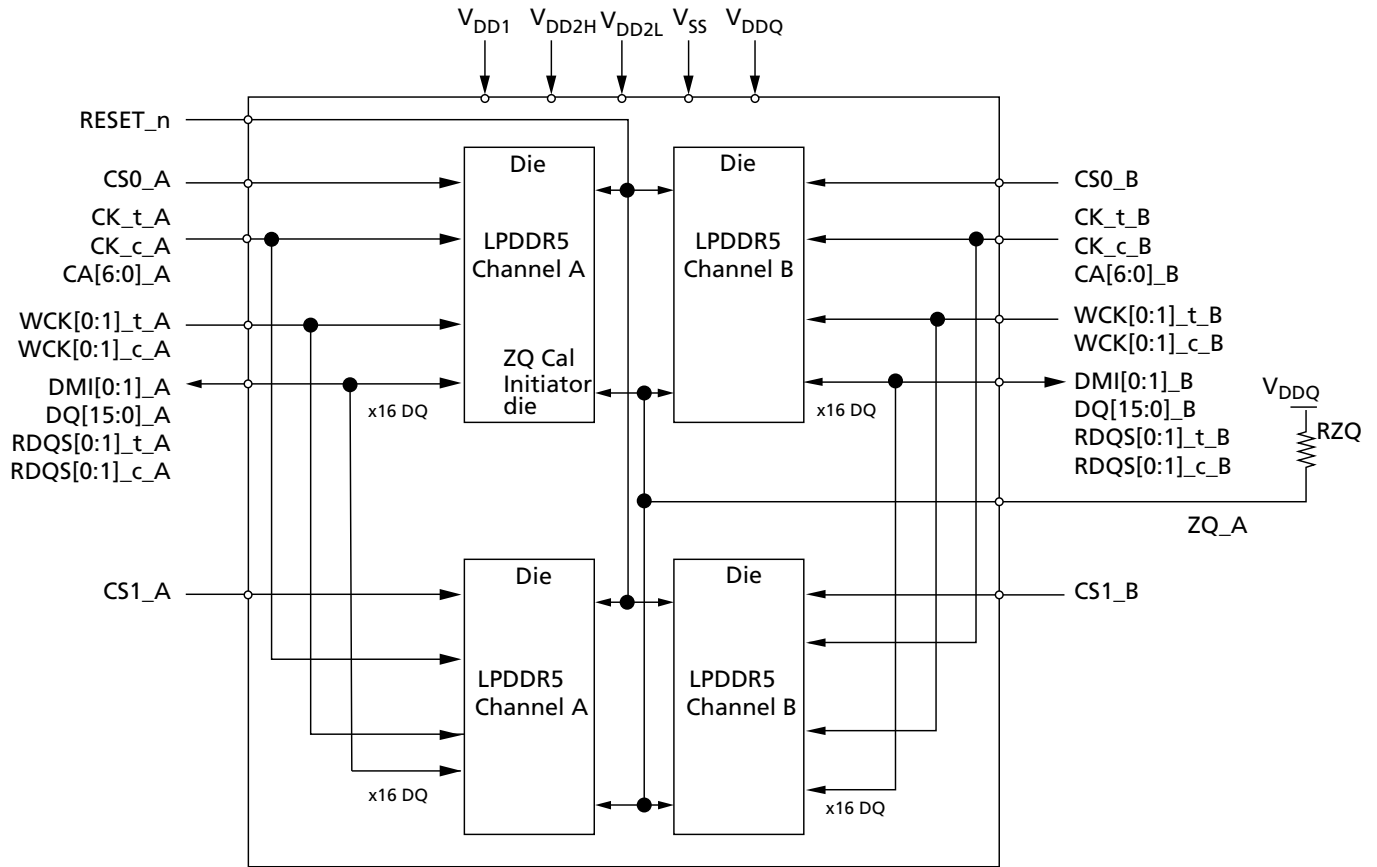 VDD1 VDD2H VDD2L VSS VDDQ
RESET_n
CS0_A
CK_t_A
CK_c_A
CA[6:0]_A
WCK[0:1]_t_A
WCK[0:1]_c_A
DMI[0:1]_A
DQ[15:0]_A
RDQS[0:1]_t_A
RDQS[0:1]_c_A
Die
LPDDR5
Channel A
ZQ Cal
Initiator
die
x16 DQ
Die
LPDDR5
Channel B
x16 DQ
CS0_B
CK_t_B
CK_c_B
CA[6:0]_B
WCK[0:1]_t_B
WCK[0:1]_c_B
DMI[0:1]_B
DQ[15:0]_B
RDQS[0:1]_t_B
RDQS[0:1]_c_B
VDDQ
RZQ
ZQ_A
CS1_A
Die
LPDDR5
Channel A
x16 DQ
Die
LPDDR5
Channel B
x16 DQ
CS1_B